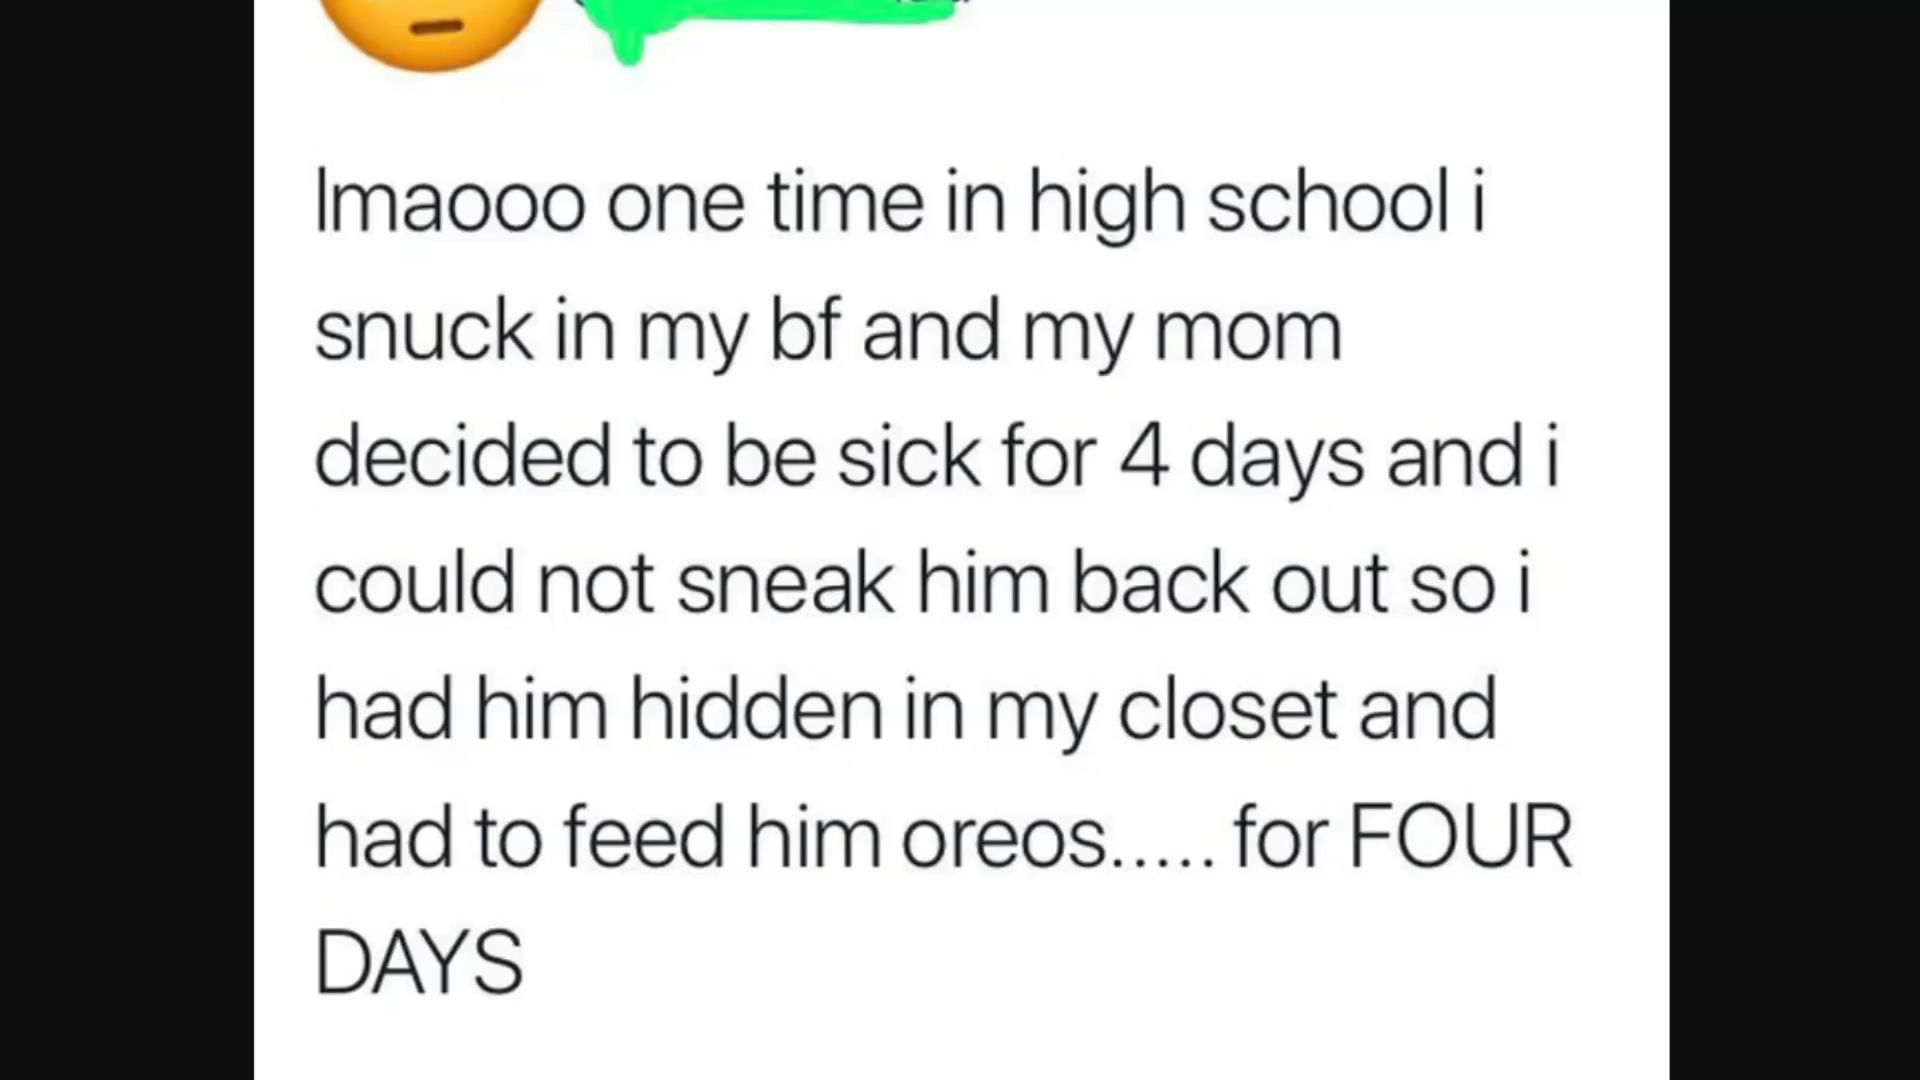 lmaooo one time in high school i
snuck in my bf and my mom
decided to be sick for 4 days and i
could not sneak him back out so i
had him hidden in my closet and
had to feed him oreos..... for FOUR
DAYS